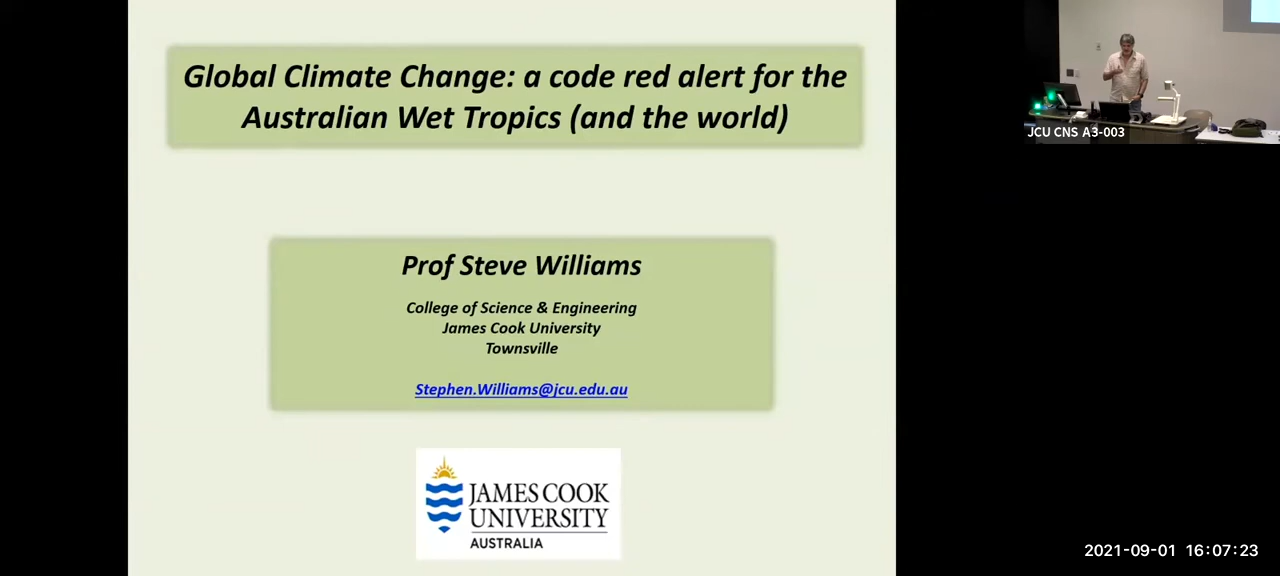 Global Climate Change: a code red alert for the
Australian Wet Tropics (and the world)
Prof Steve Williams
College of Science & Engineering
James Cook University
Townsville
Stephen.Williams@jcu.edu.au
JAMES COOK
UNIVERSITY
AUSTRALIA
JCU CNS A3-003
2021-09-01 16:07:23